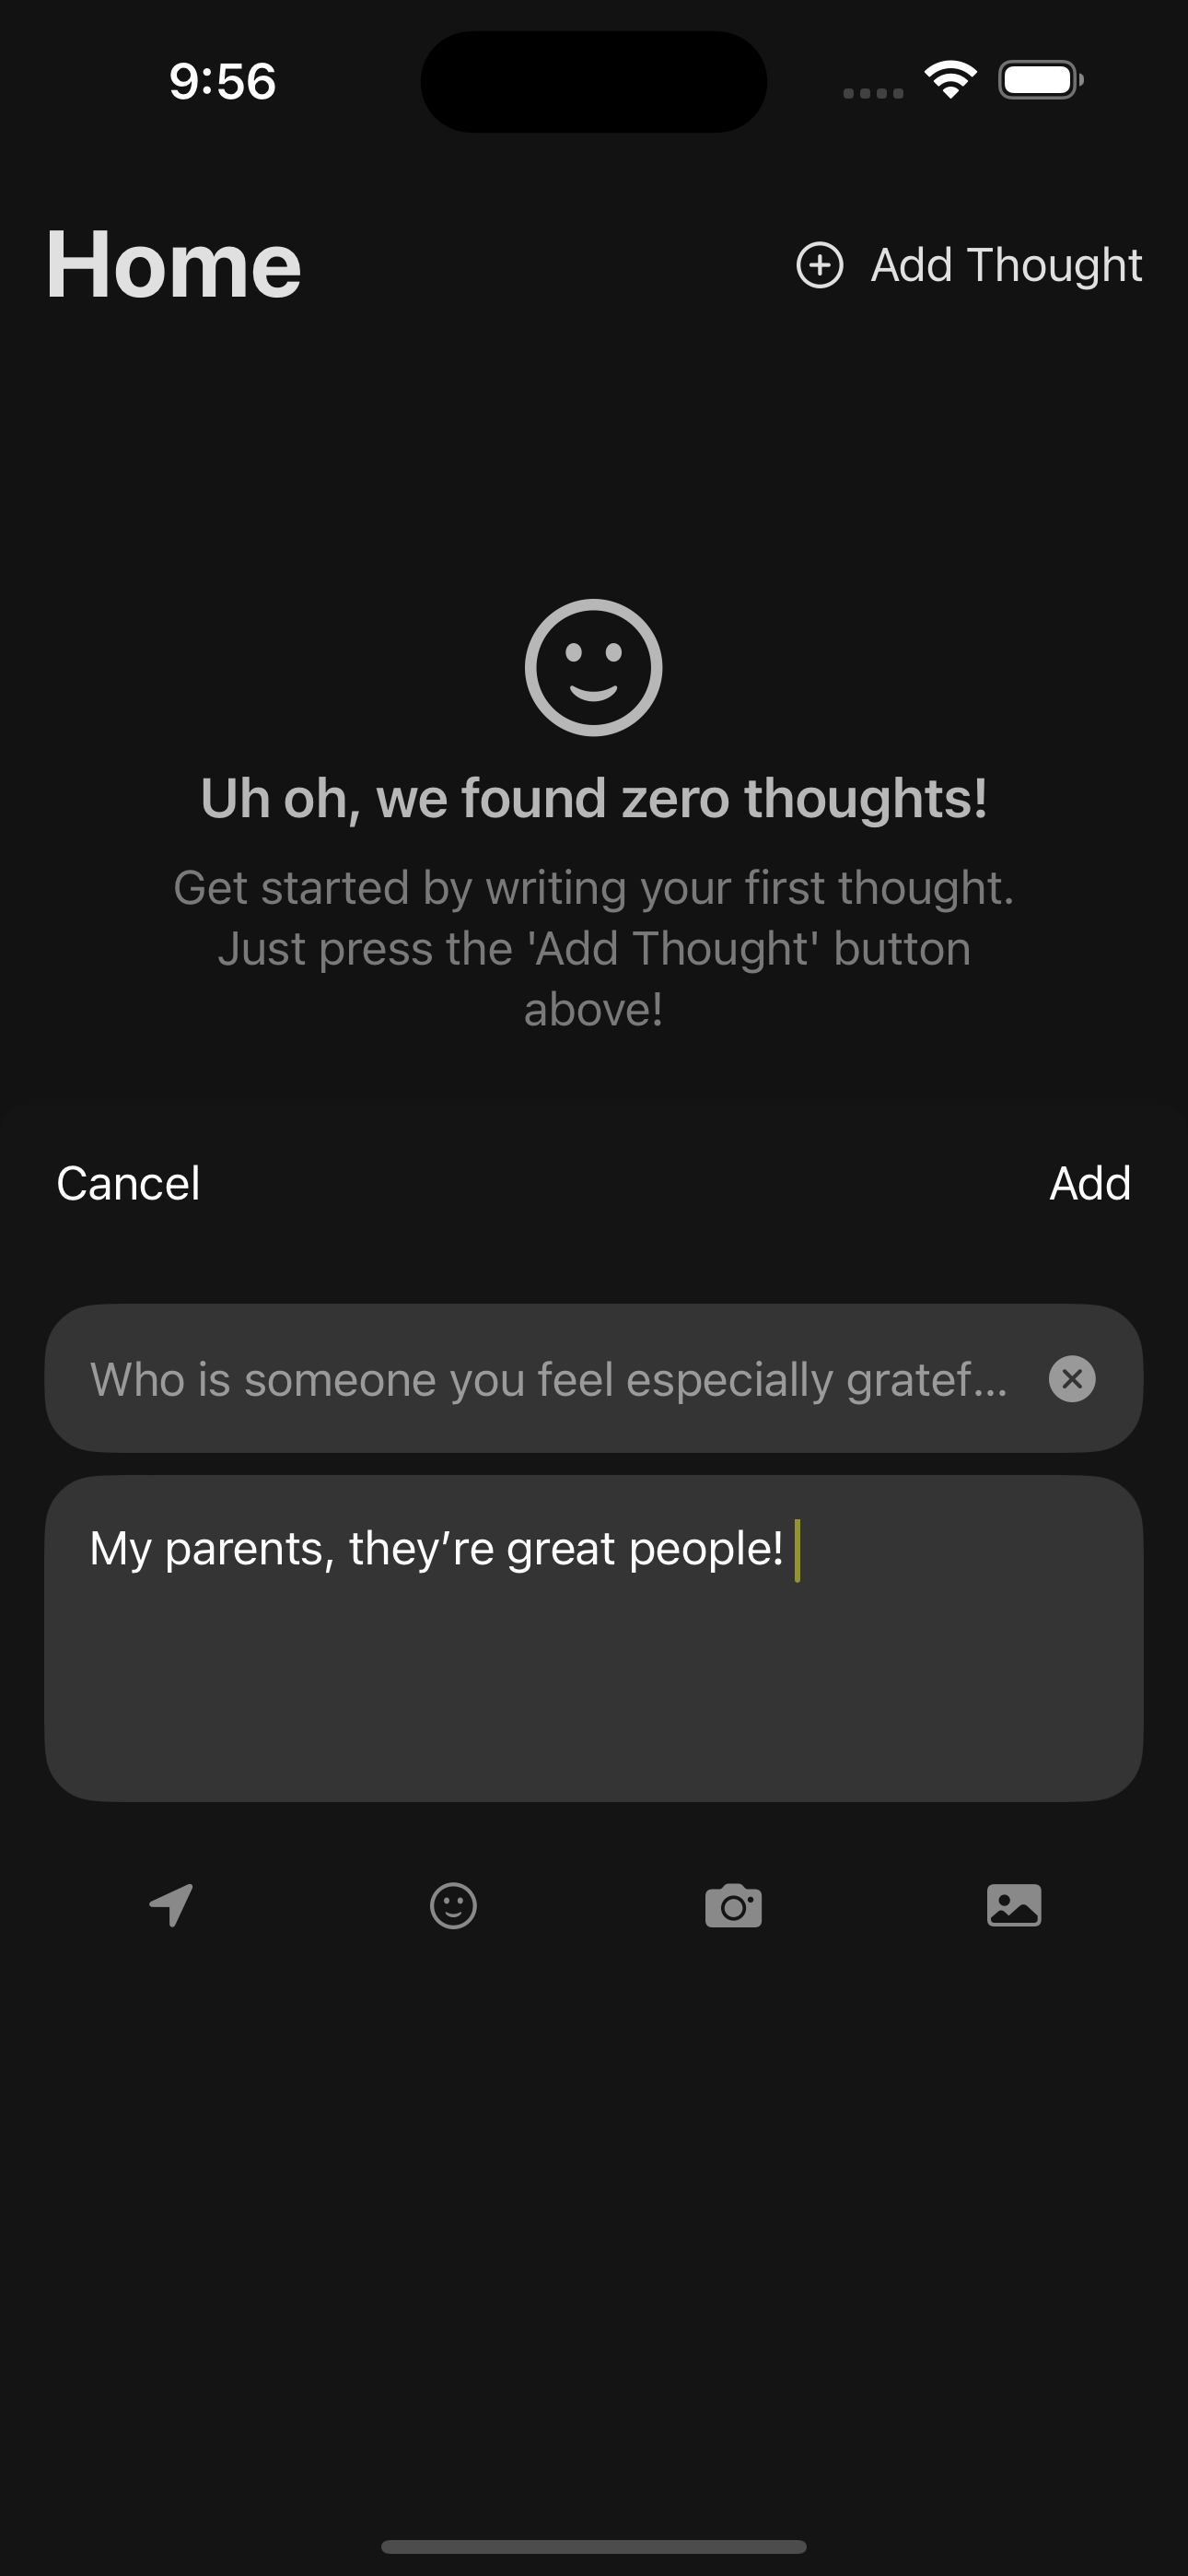 9:56
Home
Add Thought
Uh oh, we found zero thoughts!
Get started by writing your first thought.
Just press the 'Add Thought' button
above!
Cancel
Add
Who is someone you feel especially gratef...
My parents, they’re great people!